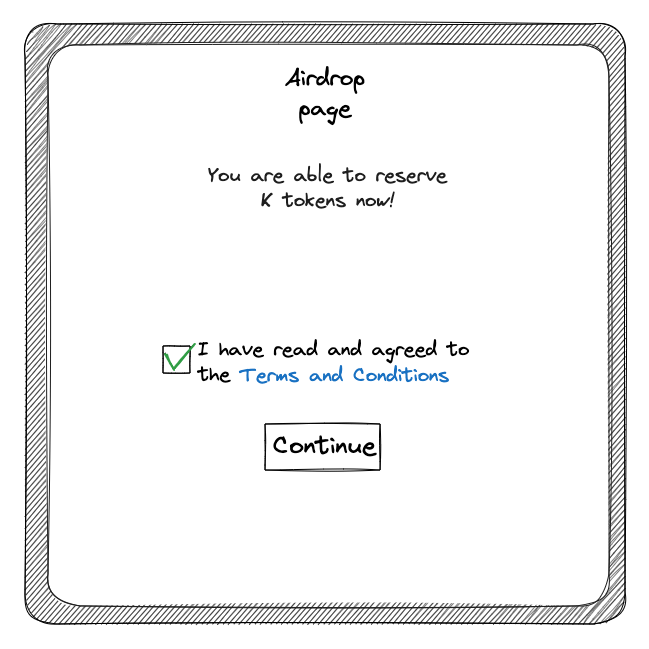 Airdrop
page
You are able to reserve
K tokens now!
I have read and agreed to
the Terms and Conditions
Continue